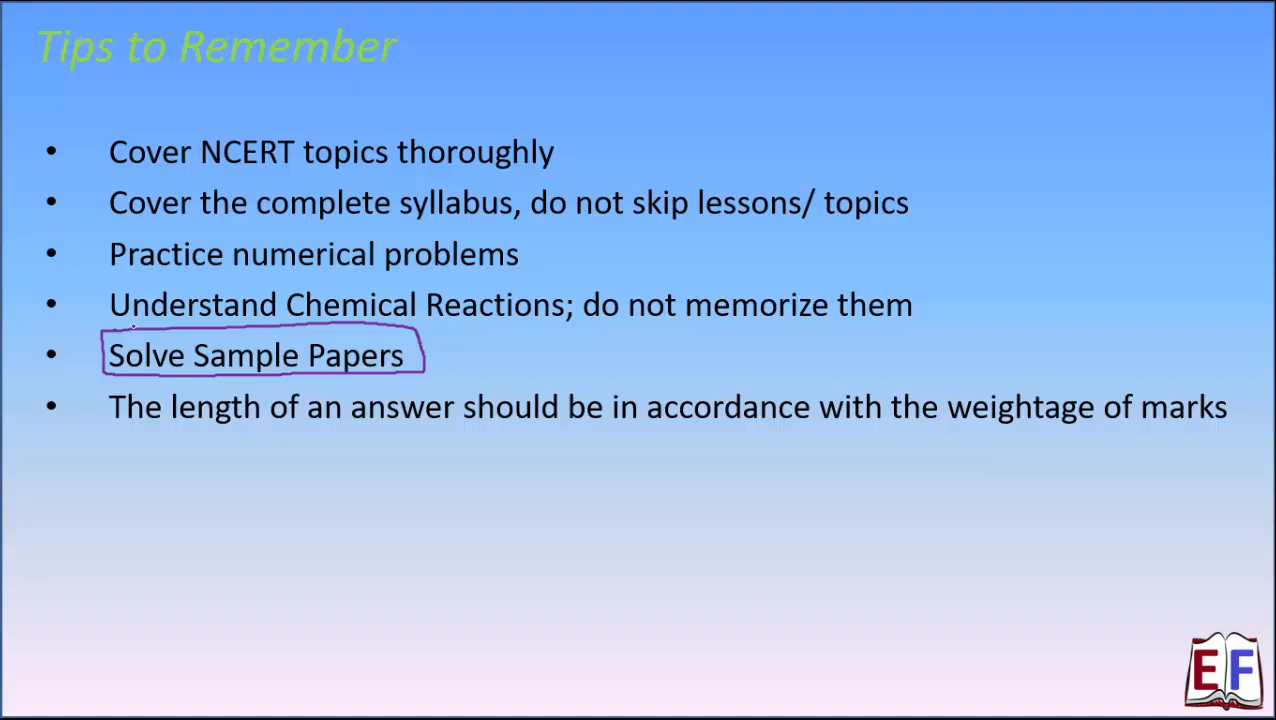 Tips to Remember
• Cover NCERT topics thoroughly
• Cover the complete syllabus, do not skip lessons/ topics
• Practice numerical problems
• Understand Chemical Reactions; do not memorize them
• Solve Sample Papers
• The length of an answer should be in accordance with the weightage of marks
EF